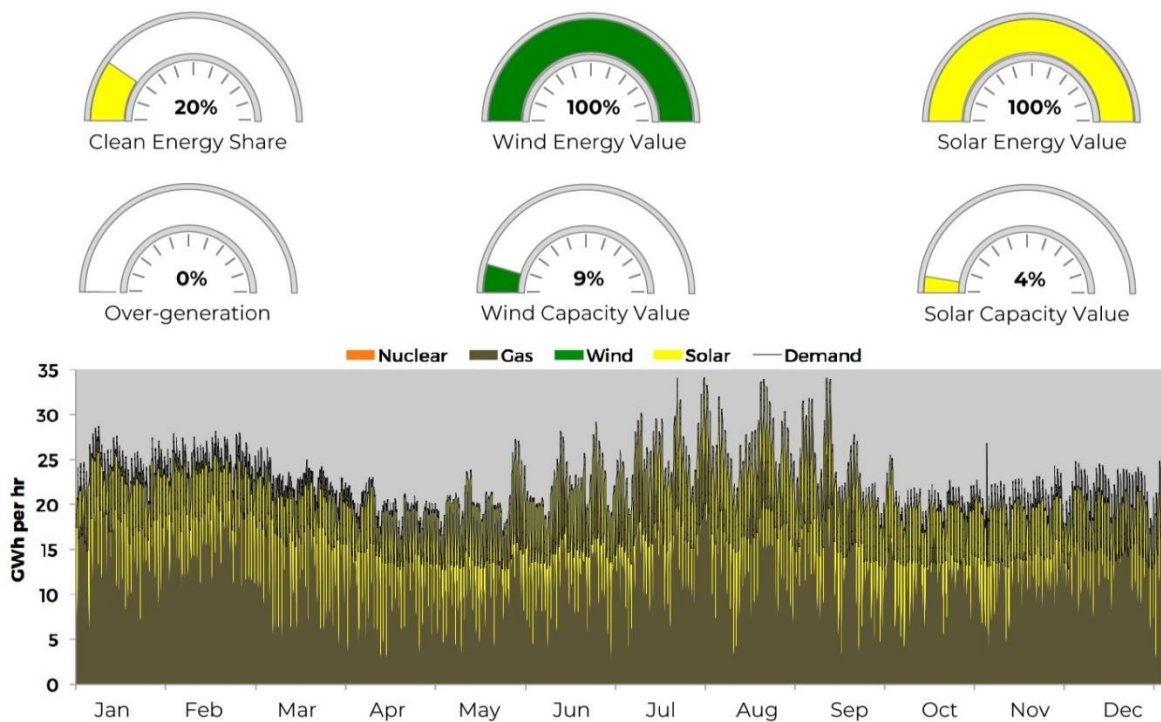 20%
Clean Energy Share
100%
Wind Energy Value
100%
Solar Energy Value
0%
Over-generation
9%
Wind Capacity Value
4%
Solar Capacity Value
Nuclear Gas Wind Solar Demand
GWh per hr
35
30
25
20
15
10
5
0
Jan Feb Mar Apr May Jun Jul Aug Sep Oct Nov Dec